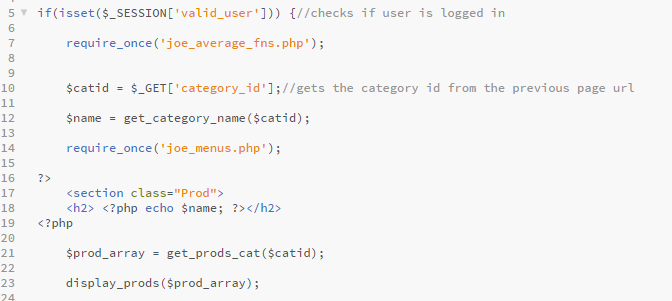 5 if(isset($_SESSION['valid_user'])) {//checks if user is logged in
6
7 require_once('joe_average_fns.php');
8
9
10 $catid = $_GET['category_id'];//gets the category id from the previous page url
11
12 $name = get_category_name($catid);
13
14 require_once('joe_menus.php');
15
16 ?>
17 <section class="Prod">
18 <h2> <?php echo $name; ?></h2>
19 <?php
20
21 $prod_array = get_prods_cat($catid);
22
23 display_prods($prod_array);
24